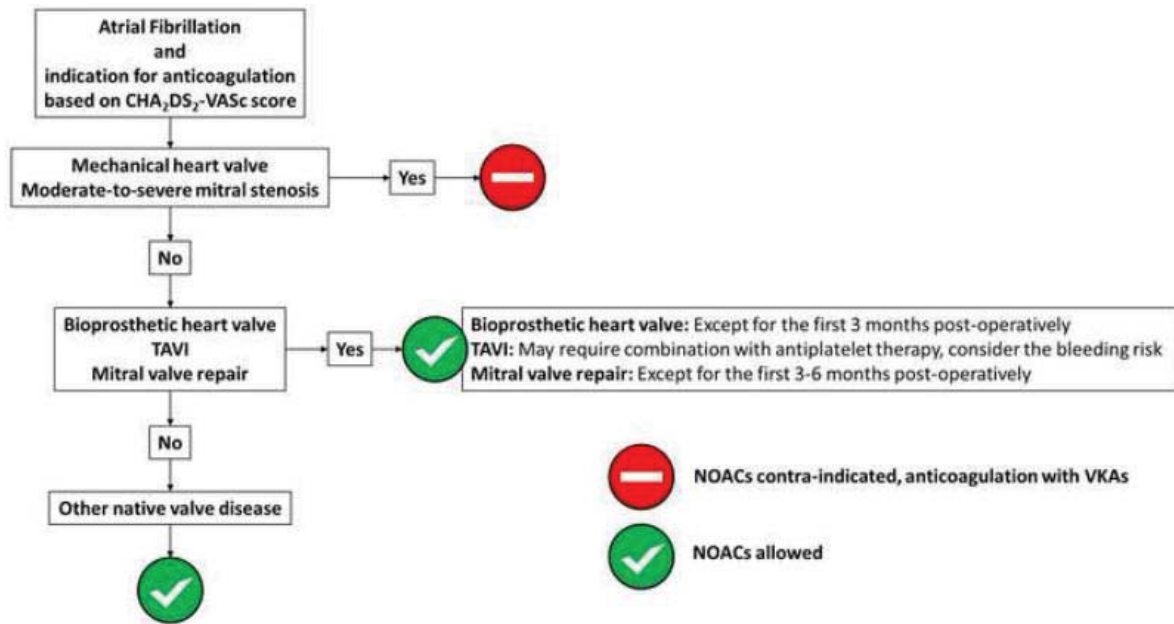 Atrial Fibrillation
and
indication for anticoagulation
based on CHA₂DS₂-VASc score
Mechanical heart valve
Moderate-to-severe mitral stenosis
Yes
No
Bioprosthetic heart valve
TAVI
Mitral valve repair
Yes
Bioprosthetic heart valve: Except for the first 3 months post-operatively
TAVI: May require combination with antiplatelet therapy, consider the bleeding risk
Mitral valve repair: Except for the first 3-6 months post-operatively
No
Other native valve disease
NOACs contra-indicated, anticoagulation with VKAs
NOACs allowed